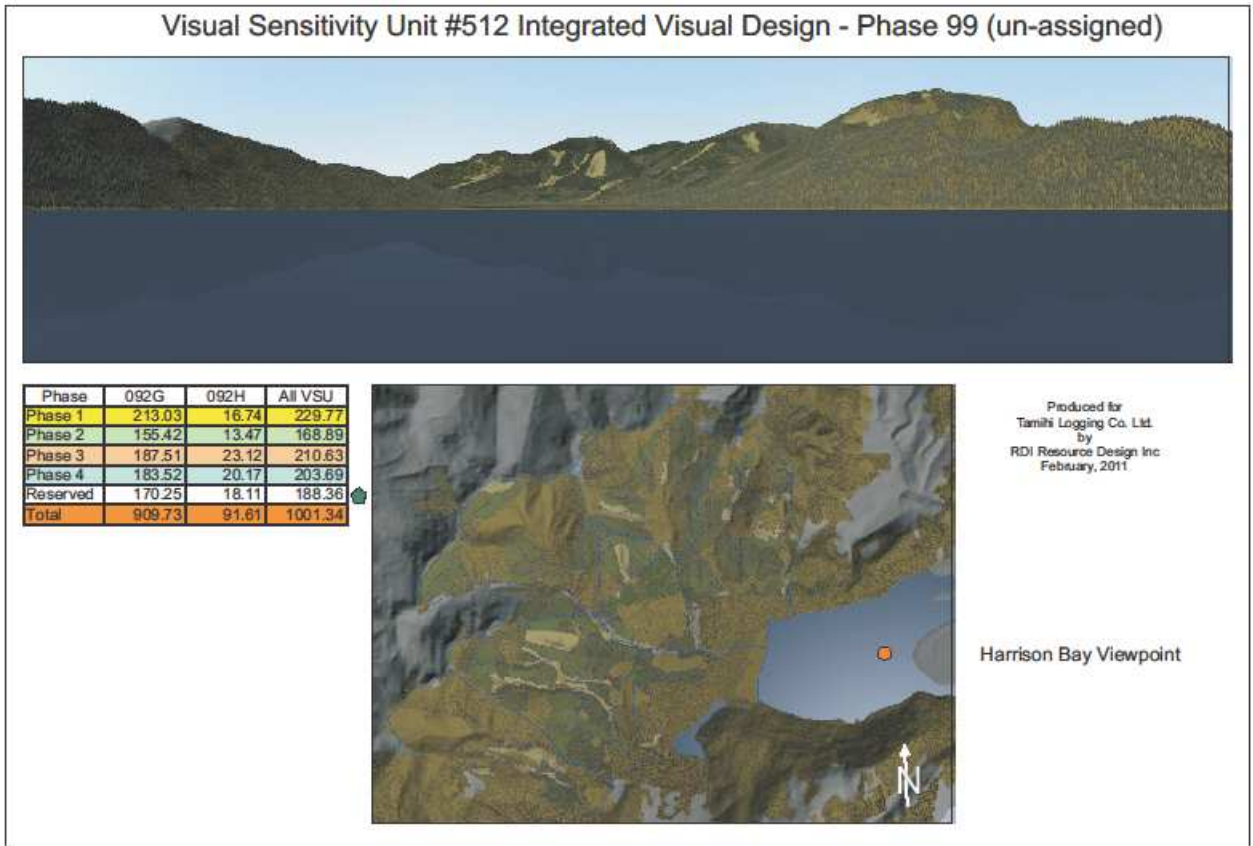 Visual Sensitivity Unit #512 Integrated Visual Design - Phase 99 (un-assigned)
Phase 092G 092H All VSU
Phase 1 213.03 16.74 229.77
Phase 2 155.42 13.47 168.89
Phase 3 187.51 23.12 210.63
Phase 4 183.52 20.17 203.69
Reserved 170.25 18.11 188.36
Total 909.73 91.61 1001.34
Produced for
Tamihi Logging Co. Ltd.
by
RDI Resource Design Inc
February, 2011
Harrison Bay Viewpoint
N